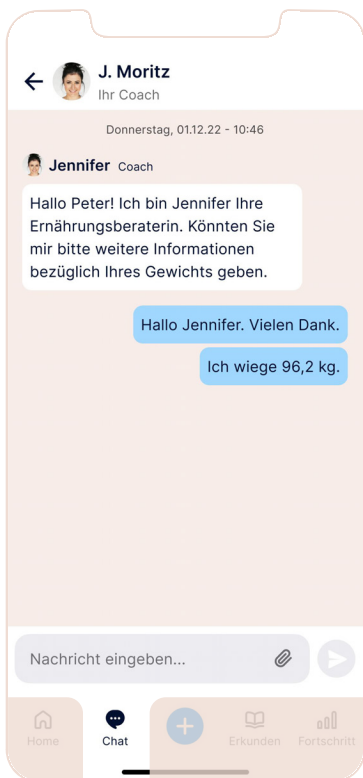 J. Moritz
Ihr Coach
Donnerstag, 01.12.22 - 10:46
Jennifer Coach
Hallo Peter! Ich bin Jennifer Ihre
Ernährungsberaterin. Könnten Sie
mir bitte weitere Informationen
bezüglich Ihres Gewichts geben.
Hallo Jennifer. Vielen Dank.
Ich wiege 96,2 kg.
Nachricht eingeben...
Home
Chat
Erkunden
Fortschritt